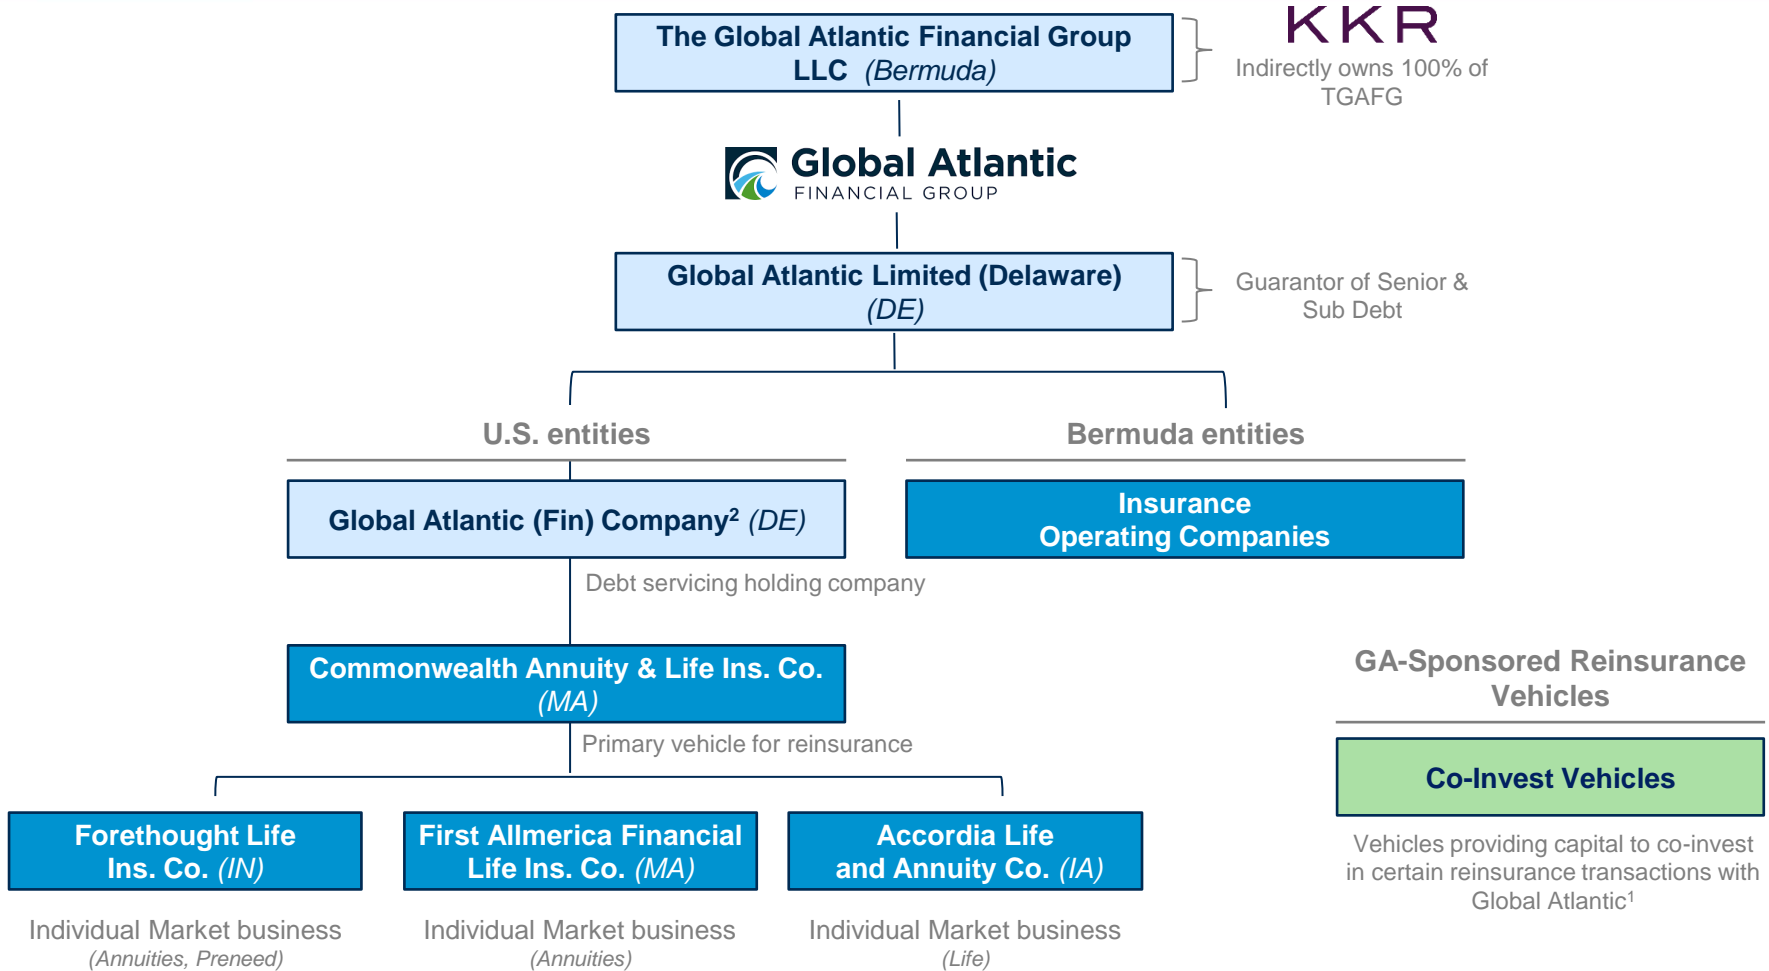 The Global Atlantic Financial Group
LLC (Bermuda)
KKR
Indirectly owns 100% of
TGAFG
Global Atlantic
FINANCIAL GROUP
Global Atlantic Limited (Delaware)
(DE)
Guarantor of Senior &
Sub Debt
U.S. entities
Bermuda entities
Global Atlantic (Fin) Company² (DE)
Insurance
Operating Companies
Debt servicing holding company
Commonwealth Annuity & Life Ins. Co.
(MA)
Primary vehicle for reinsurance
GA-Sponsored Reinsurance
Vehicles
Co-Invest Vehicles
Vehicles providing capital to co-invest
in certain reinsurance transactions with
Global Atlantic¹
Forethought Life
Ins. Co. (IN)
First Allmerica Financial
Life Ins. Co. (MA)
Accordia Life
and Annuity Co. (IA)
Individual Market business
(Annuities, Preneed)
Individual Market business
(Annuities)
Individual Market business
(Life)